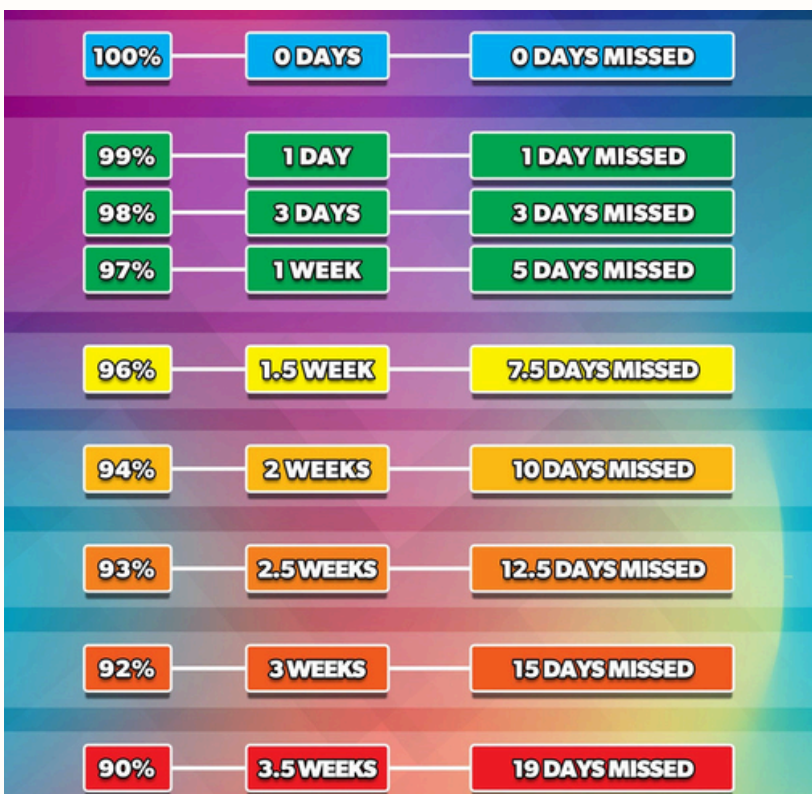 100% 0 DAYS 0 DAYS MISSED
99% 1 DAY 1 DAY MISSED
98% 3 DAYS 3 DAYS MISSED
97% 1 WEEK 5 DAYS MISSED
96% 1.5 WEEK 7.5 DAYS MISSED
94% 2 WEEKS 10 DAYS MISSED
93% 2.5 WEEKS 12.5 DAYS MISSED
92% 3 WEEKS 15 DAYS MISSED
90% 3.5 WEEKS 19 DAYS MISSED